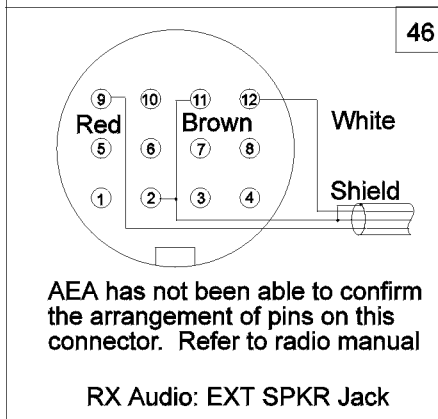 46
9 10 11 12
Red Brown White
5 6 7 8
Shield
1 2 3 4
AEA has not been able to confirm
the arrangement of pins on this
connector. Refer to radio manual
RX Audio: EXT SPKR Jack